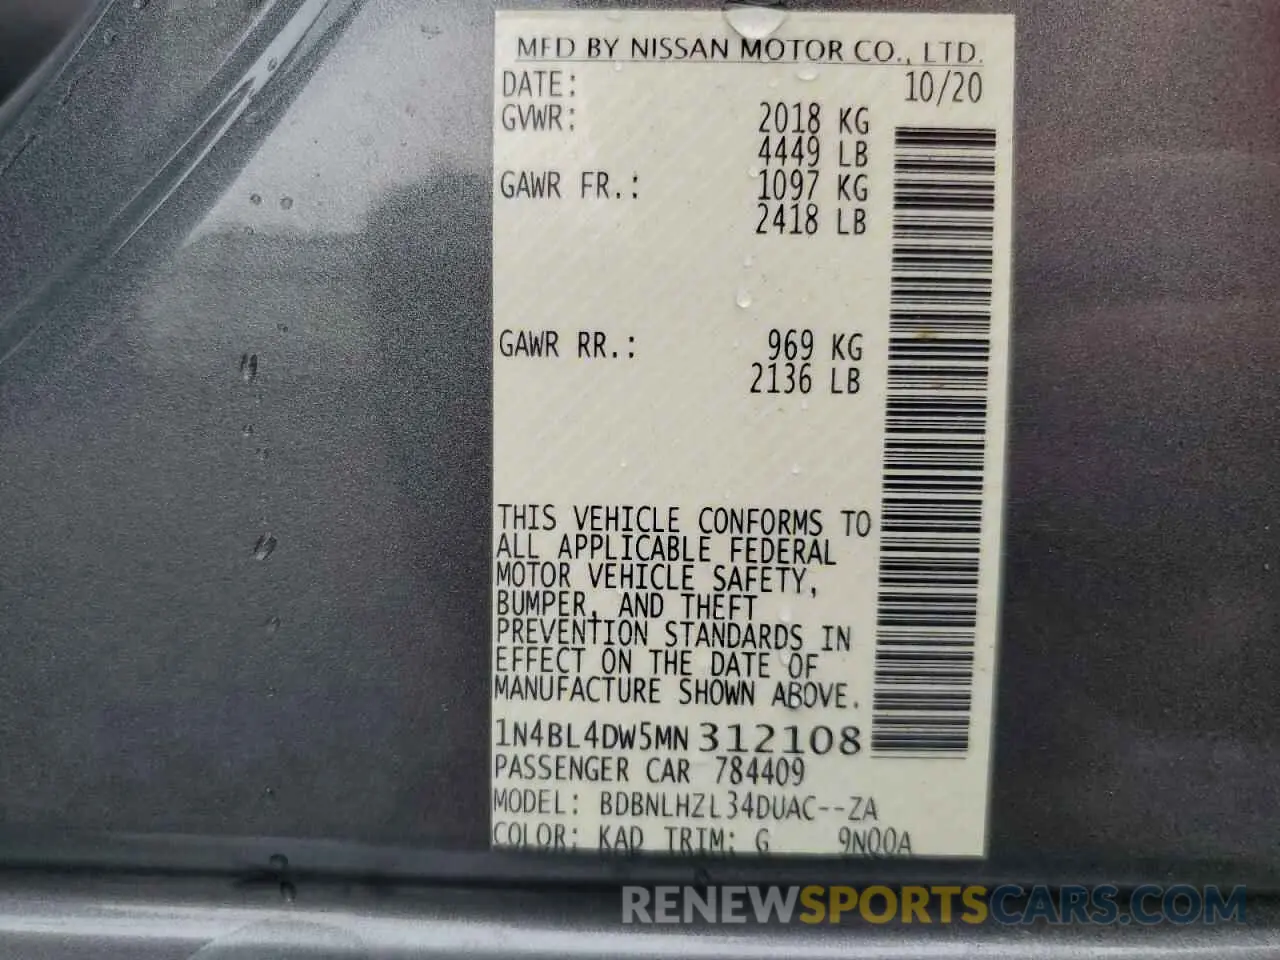 MFD BY NISSAN MOTOR CO., LTD.
DATE: 10/20
GVWR: 2018 KG
4449 LB
GAWR FR.: 1097 KG
2418 LB
GAWR RR.: 969 KG
2136 LB
THIS VEHICLE CONFORMS TO
ALL APPLICABLE FEDERAL
MOTOR VEHICLE SAFETY,
BUMPER, AND THEFT
PREVENTION STANDARDS IN
EFFECT ON THE DATE OF
MANUFACTURE SHOWN ABOVE.
1N4BL4DW5MN312108
PASSENGER CAR 784409
MODEL: BDBNLHZL34DUAC--ZA
COLOR: KAD TRIM: G 9N00A
RENEWSPORTSCARS.COM